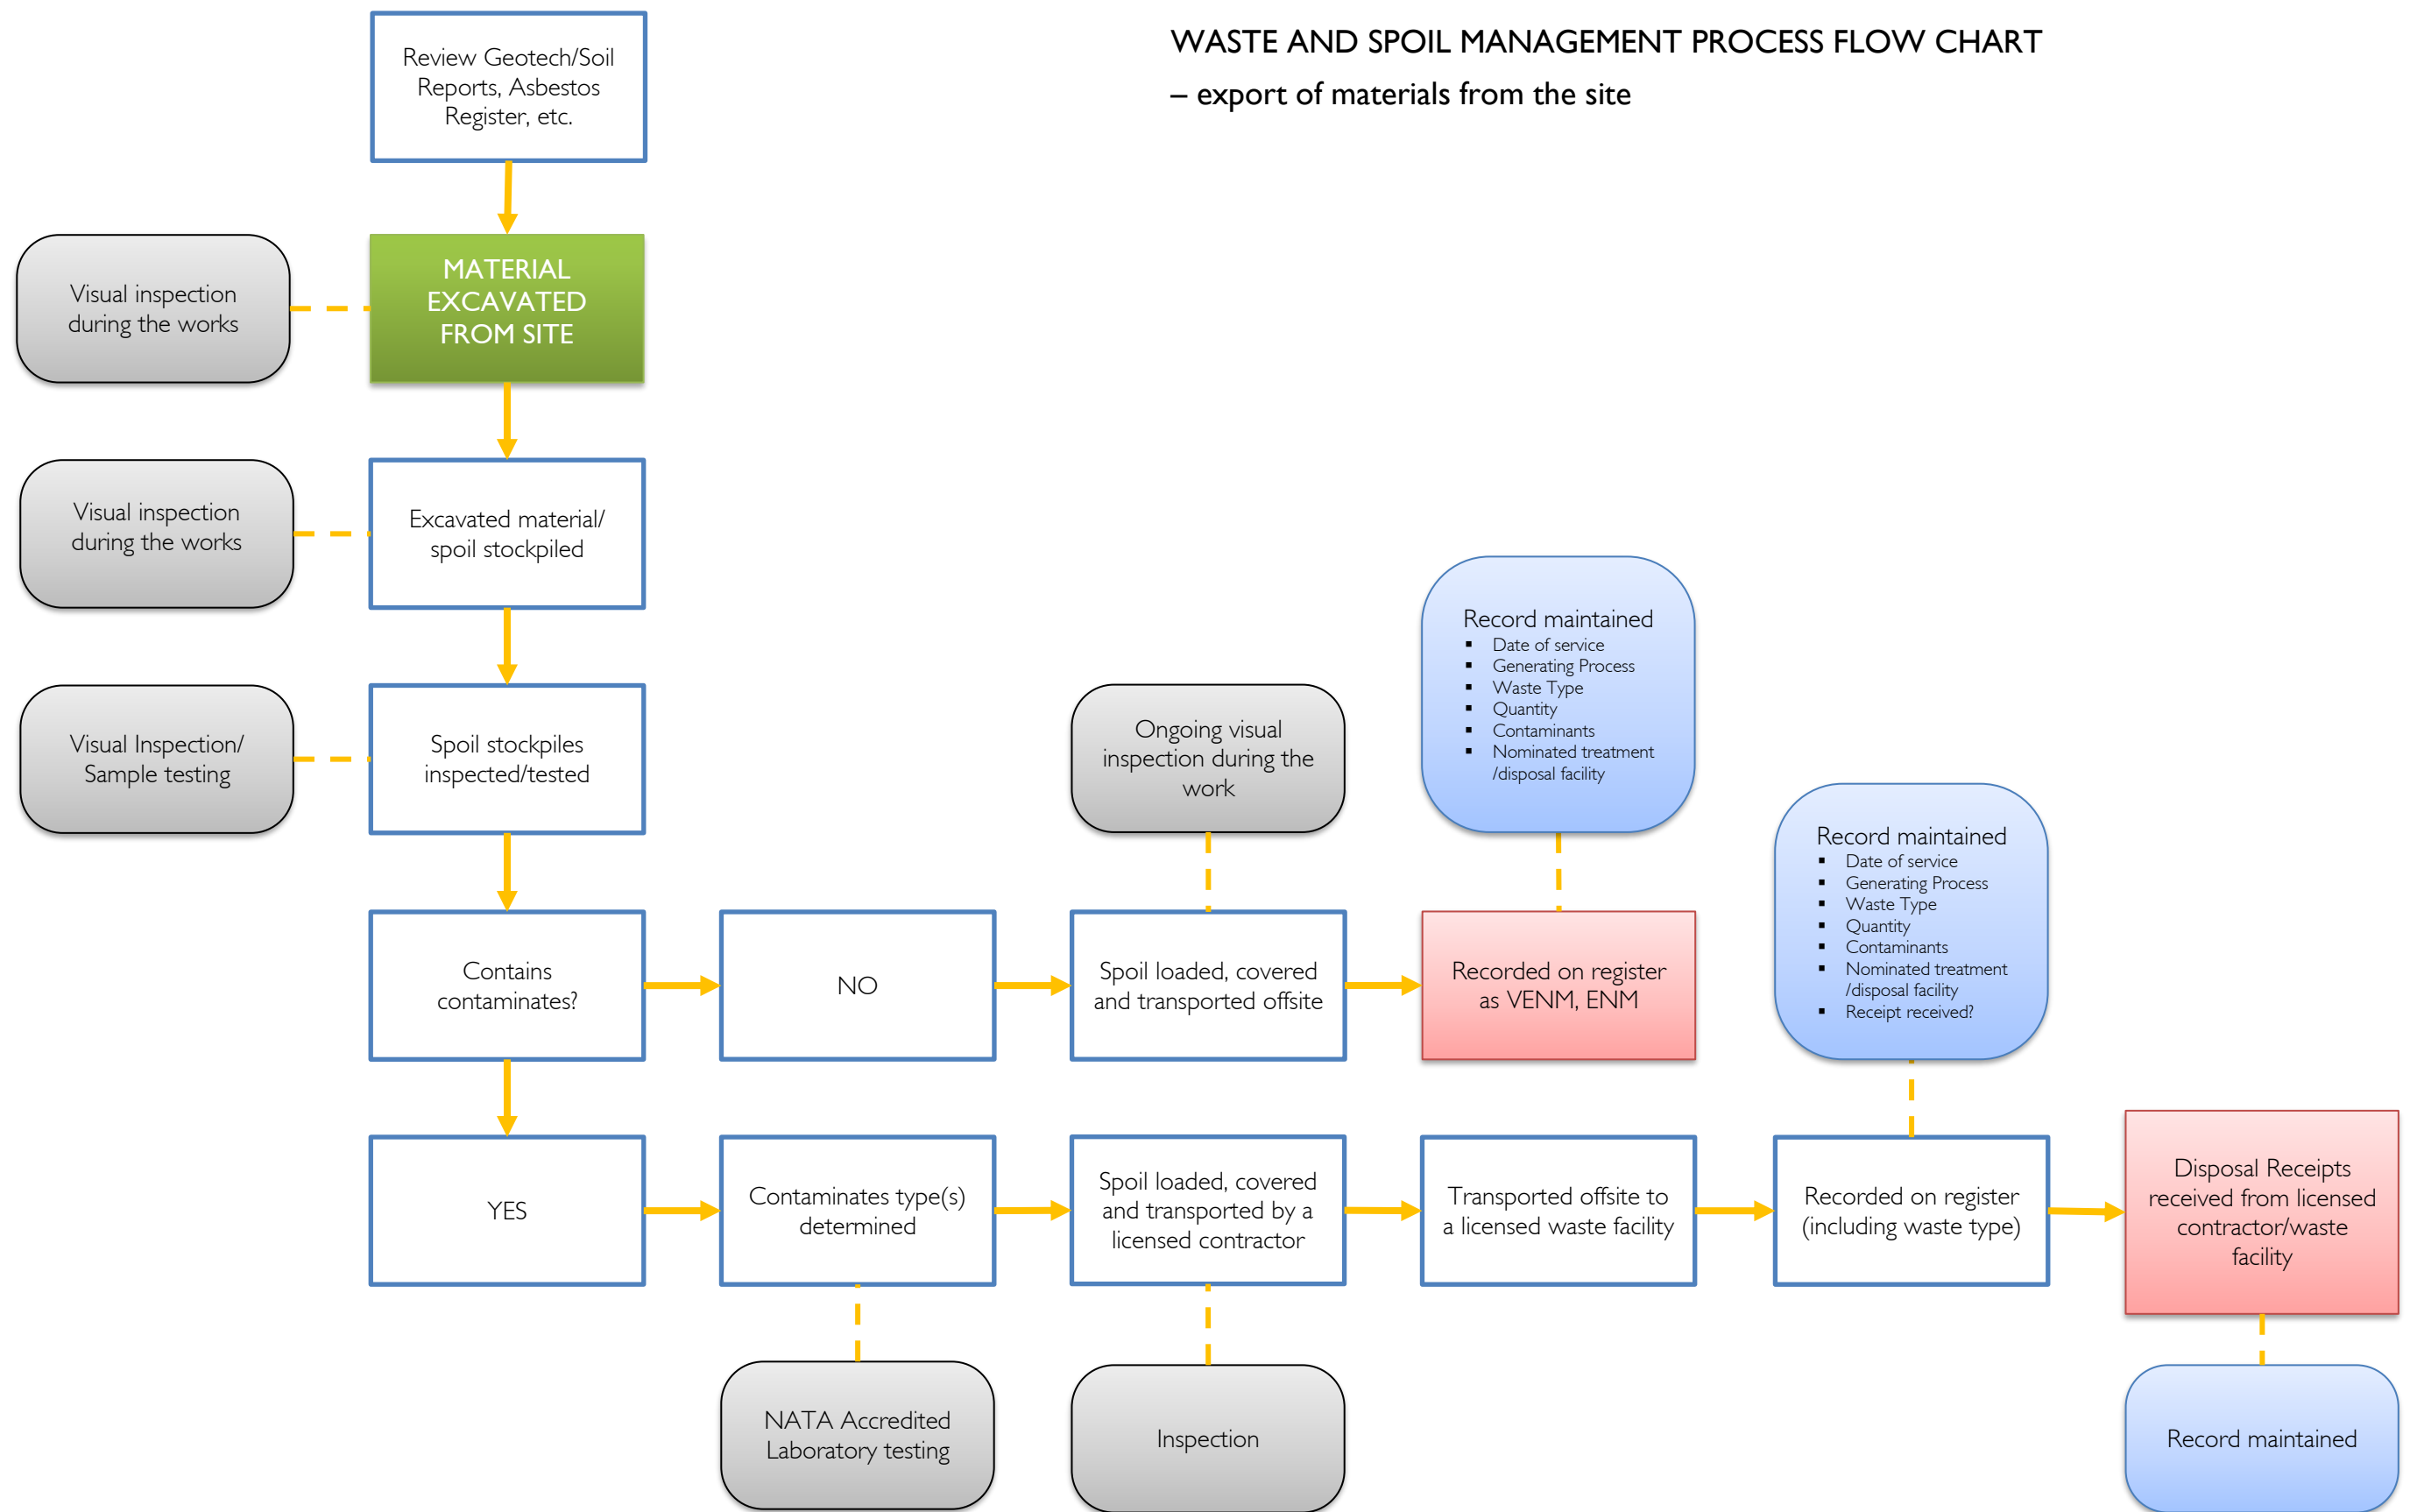 WASTE AND SPOIL MANAGEMENT PROCESS FLOW CHART
– export of materials from the site
Review Geotech/Soil
Reports, Asbestos
Register, etc.
Visual inspection
during the works
MATERIAL
EXCAVATED
FROM SITE
Visual inspection
during the works
Excavated material/
spoil stockpiled
Visual Inspection/
Sample testing
Spoil stockpiles
inspected/tested
Ongoing visual
inspection during the
work
Record maintained
▪ Date of service
▪ Generating Process
▪ Waste Type
▪ Quantity
▪ Contaminants
▪ Nominated treatment
/disposal facility
Record maintained
▪ Date of service
▪ Generating Process
▪ Waste Type
▪ Quantity
▪ Contaminants
▪ Nominated treatment
/disposal facility
▪ Receipt received?
Contains
contaminates?
NO
Spoil loaded, covered
and transported offsite
Recorded on register
as VENM, ENM
YES
Contaminates type(s)
determined
Spoil loaded, covered
and transported by a
licensed contractor
Transported offsite to
a licensed waste facility
Recorded on register
(including waste type)
Disposal Receipts
received from licensed
contractor/waste
facility
NATA Accredited
Laboratory testing
Inspection
Record maintained